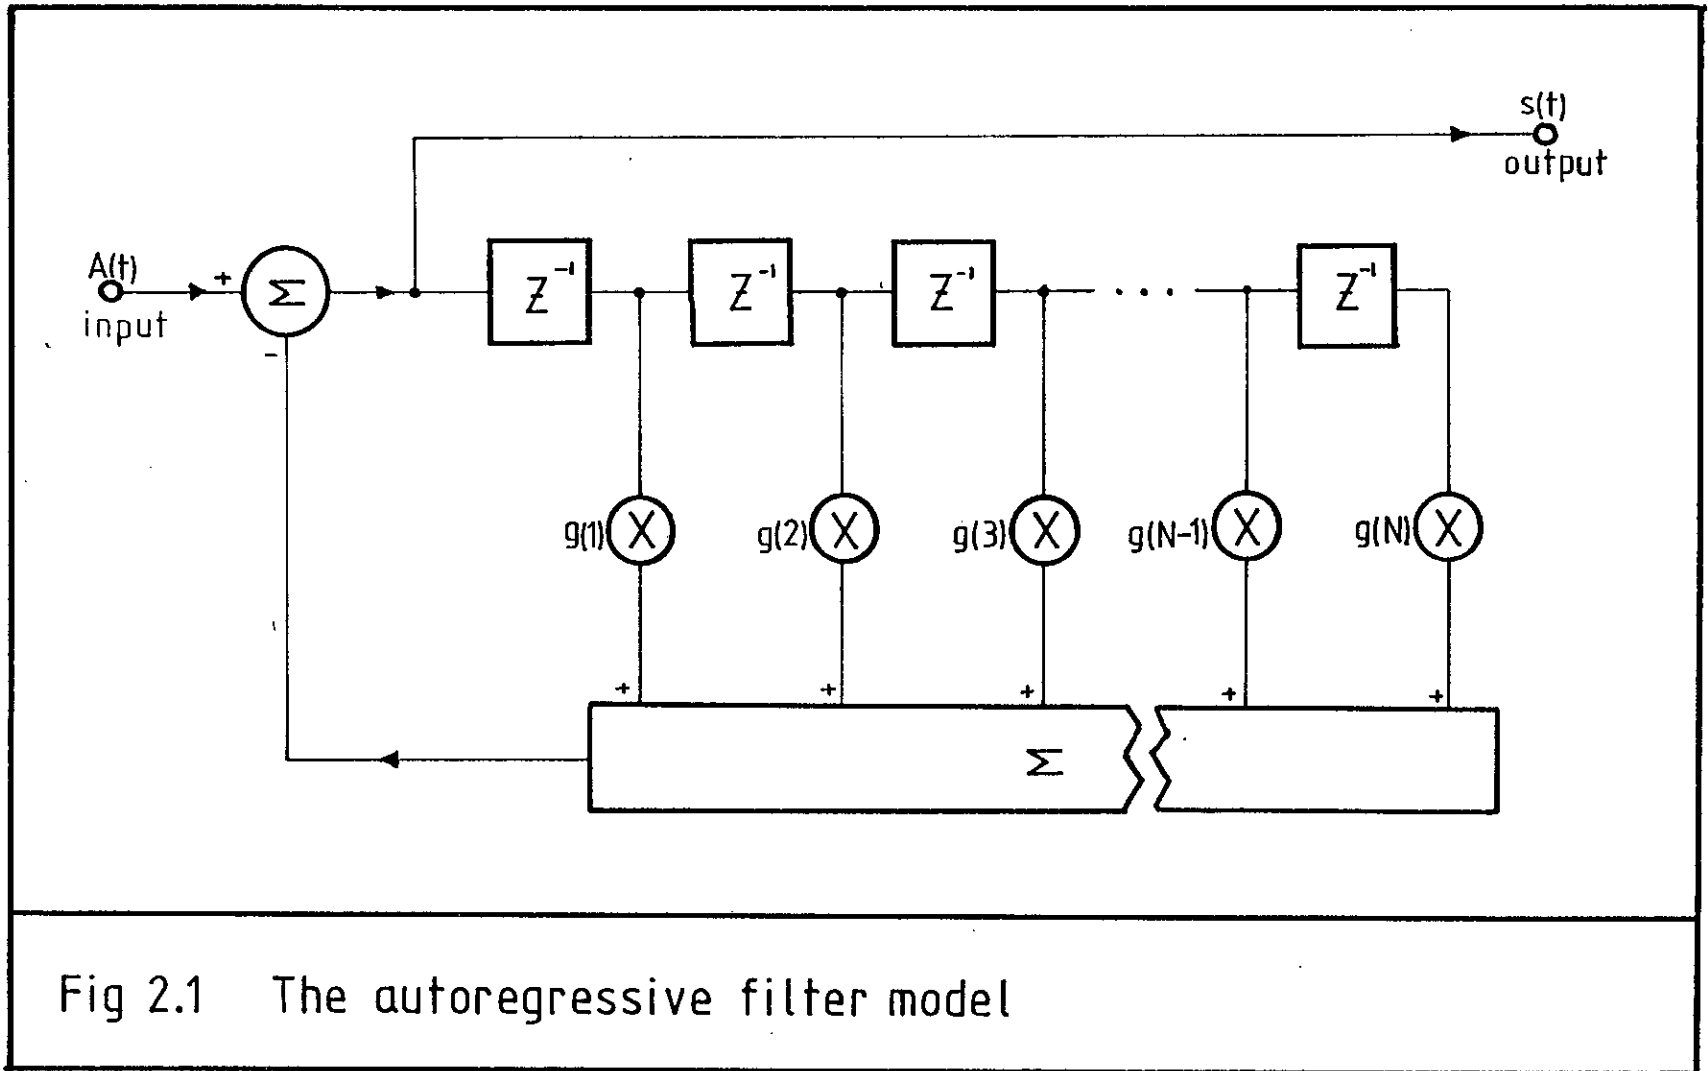 s(t)
output
A(t)
input
+
Σ
-
Z⁻¹
Z⁻¹
Z⁻¹
. . .
Z⁻¹
g(1)
X
g(2)
X
g(3)
X
g(N-1)
X
g(N)
X
+
+
+
+
+
Σ
Fig 2.1 The autoregressive filter model